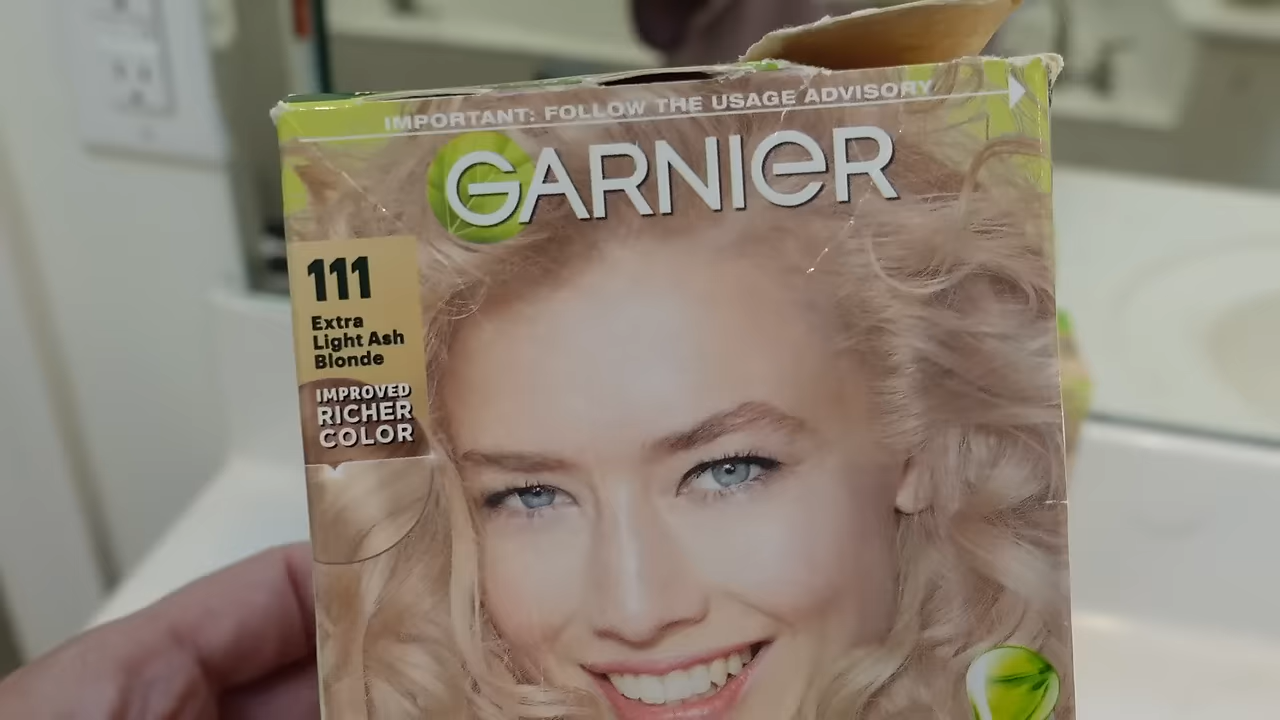 IMPORTANT: FOLLOW THE USAGE ADVISORY
GARNIER
111
Extra
Light Ash
Blonde
IMPROVED
RICHER
COLOR